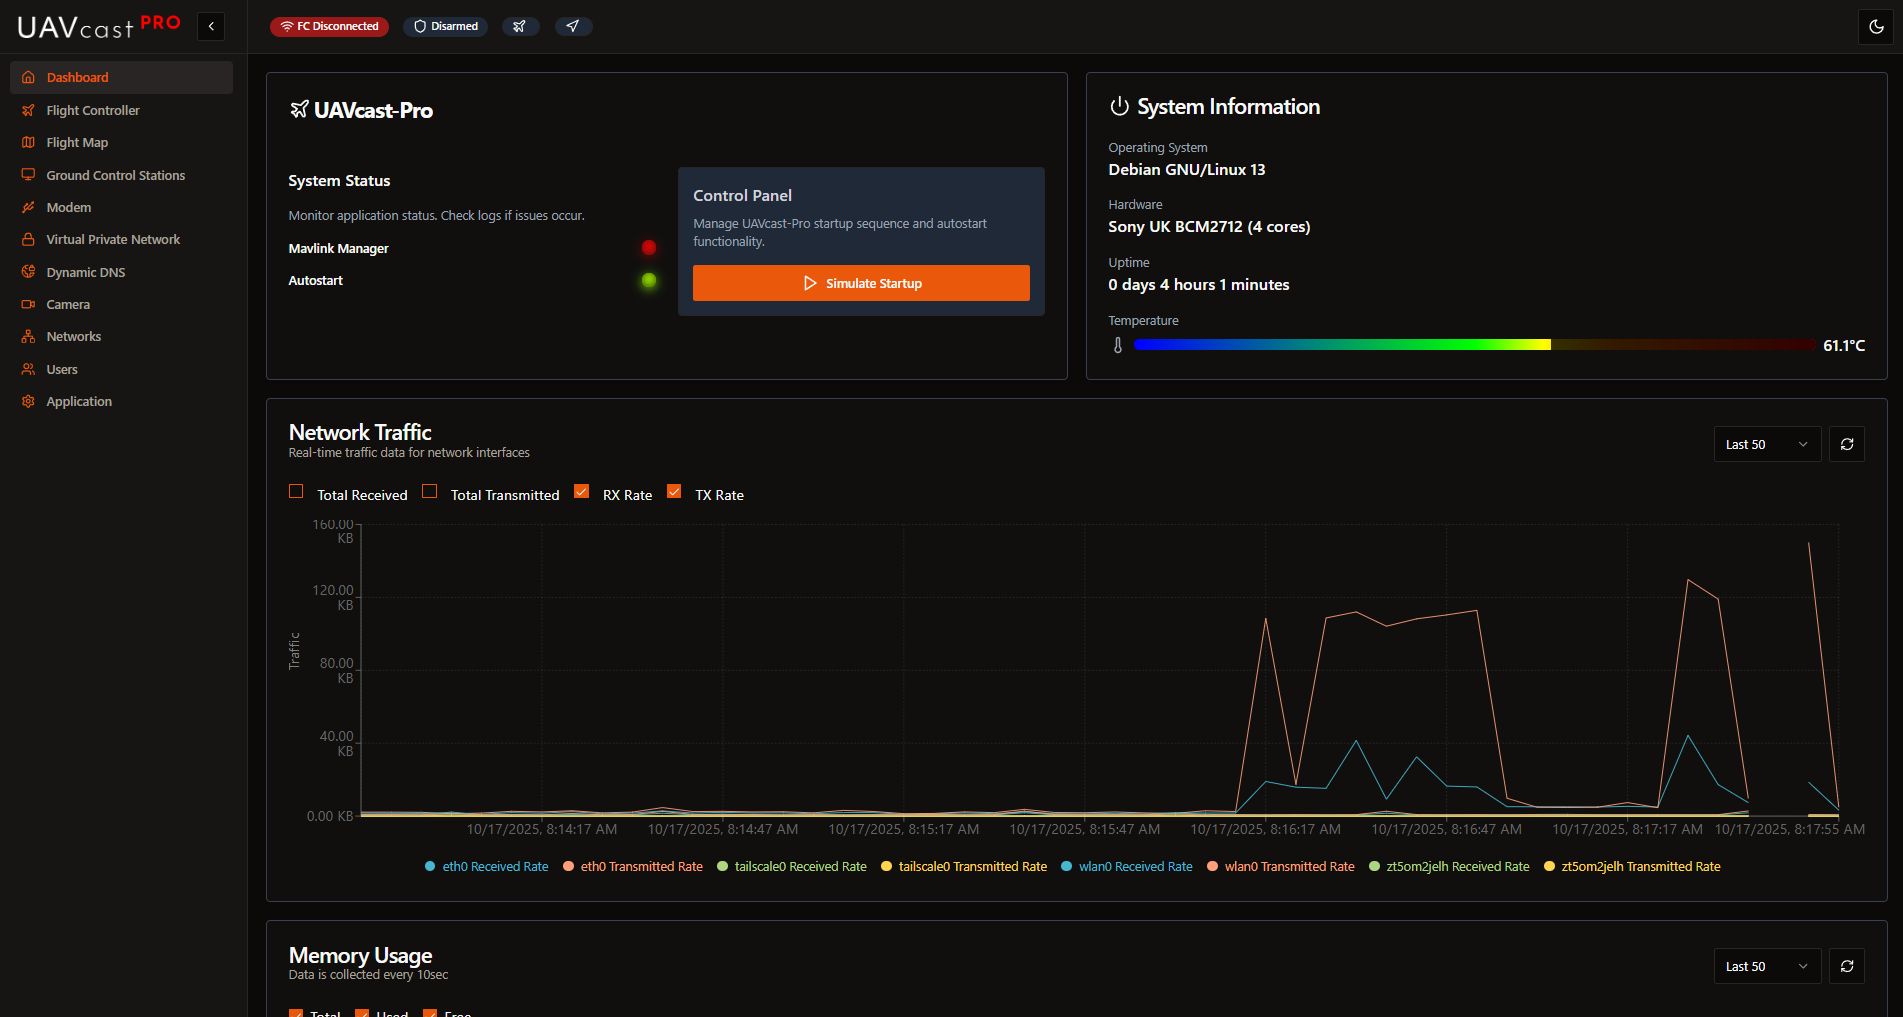 UAVcast PRO
FC Disconnected
Disarmed
Dashboard
Flight Controller
Flight Map
Ground Control Stations
Modem
Virtual Private Network
Dynamic DNS
Camera
Networks
Users
Application
UAVcast-Pro
System Status
Monitor application status. Check logs if issues occur.
Mavlink Manager
Autostart
Control Panel
Manage UAVcast-Pro startup sequence and autostart
functionality.
Simulate Startup
System Information
Operating System
Debian GNU/Linux 13
Hardware
Sony UK BCM2712 (4 cores)
Uptime
0 days 4 hours 1 minutes
Temperature
61.1°C
Network Traffic
Real-time traffic data for network interfaces
Last 50
Total Received
Total Transmitted
RX Rate
TX Rate
160.00
KB
120.00
KB
80.00
KB
40.00
KB
0.00 KB
Traffic
10/17/2025, 8:14:17 AM
10/17/2025, 8:14:47 AM
10/17/2025, 8:15:17 AM
10/17/2025, 8:15:47 AM
10/17/2025, 8:16:17 AM
10/17/2025, 8:16:47 AM
10/17/2025, 8:17:17 AM
10/17/2025, 8:17:55 AM
eth0 Received Rate
eth0 Transmitted Rate
tailscale0 Received Rate
tailscale0 Transmitted Rate
wlan0 Received Rate
wlan0 Transmitted Rate
zt5om2jelh Received Rate
zt5om2jelh Transmitted Rate
Memory Usage
Data is collected every 10sec
Last 50
Total
Used
Free